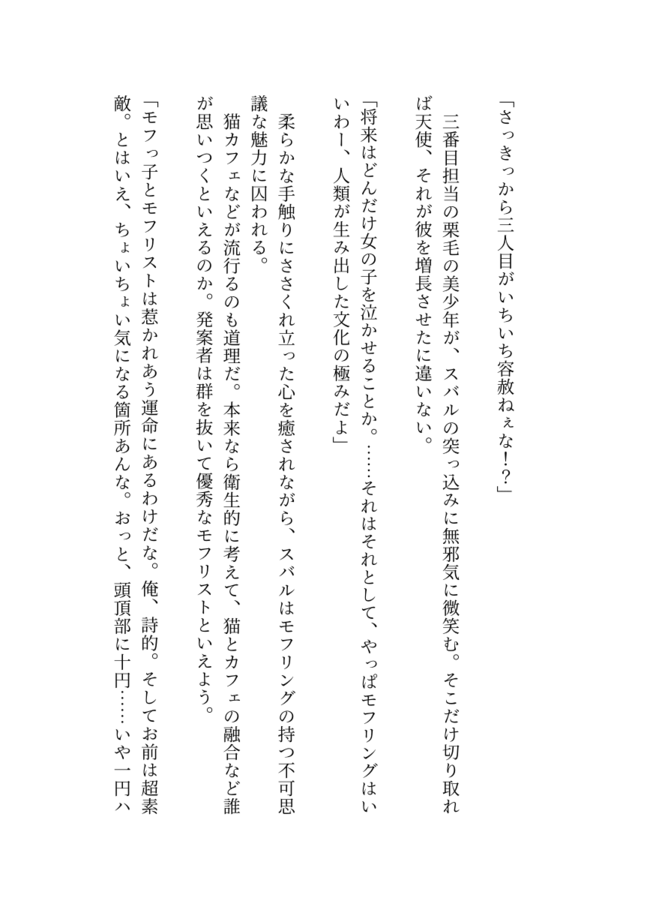 「さっきっから三人目がいちいち容赦ねぇな！？」
三番目担当の栗毛の美少年が、スバルの突っ込みに無邪気に微笑む。そこだけ切り取れ
ば天使、それが彼を増長させたに違いない。
「将来はどんだけ女の子を泣かせることか。……それはそれとして、やっぱモフリングはい
いわー、人類が生み出した文化の極みだよ」
柔らかな手触りにささくれ立った心を癒されながら、スバルはモフリングの持つ不可思
議な魅力に囚われる。
猫カフェなどが流行るのも道理だ。本来なら衛生的に考えて、猫とカフェの融合など誰
が思いつくといえるのか。発案者は群を抜いて優秀なモフリストといえよう。
「モフっ子とモフリストは惹かれあう運命にあるわけだな。俺、詩的。そしてお前は超素
敵。とはいえ、ちょいちょい気になる箇所あんな。おっと、頭頂部に十円……いや一円ハ